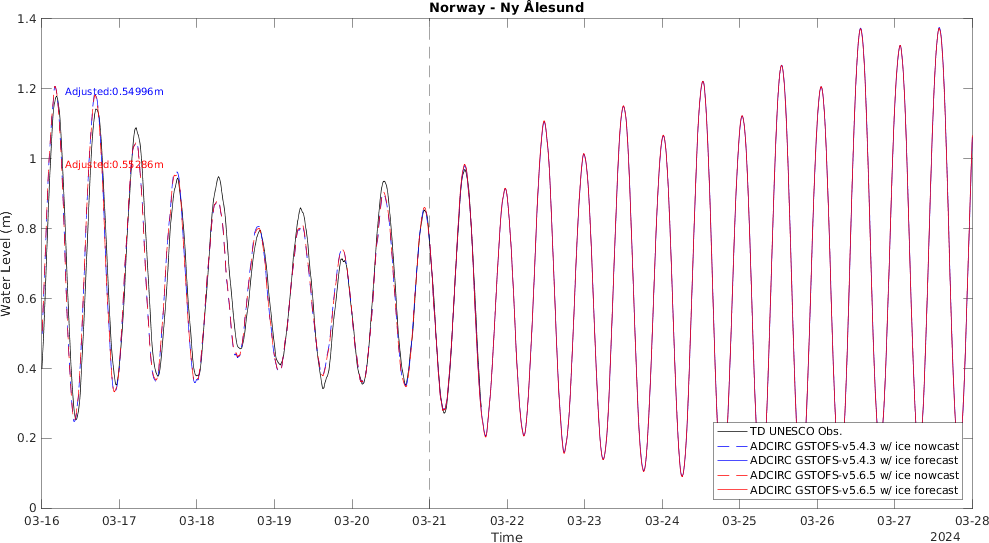 Norway - Ny Ålesund
1.4
1.2
1
0.8
0.6
0.4
0.2
0
Water Level (m)
Adjusted:0.54996m
Adjusted:0.55286m
TD UNESCO Obs.
ADCIRC GSTOFS-v5.4.3 w/ ice nowcast
ADCIRC GSTOFS-v5.4.3 w/ ice forecast
ADCIRC GSTOFS-v5.6.5 w/ ice nowcast
ADCIRC GSTOFS-v5.6.5 w/ ice forecast
03-16 03-17 03-18 03-19 03-20 03-21 03-22 03-23 03-24 03-25 03-26 03-27 03-28
Time
2024